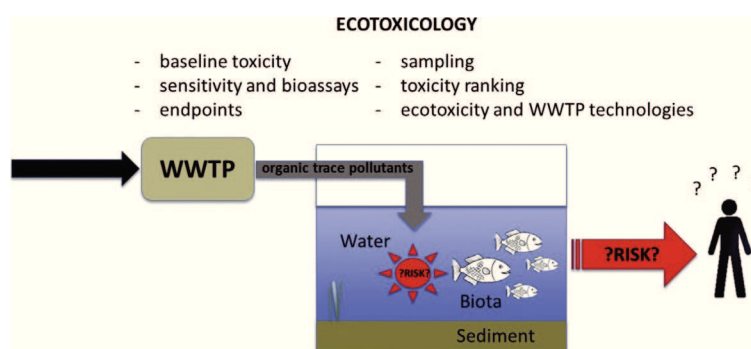 ECOTOXICOLOGY
- baseline toxicity
- sensitivity and bioassays
- endpoints
- sampling
- toxicity ranking
- ecotoxicity and WWTP technologies
WWTP
organic trace pollutants
Water
?RISK?
Biota
Sediment
?RISK?
? ? ?
?